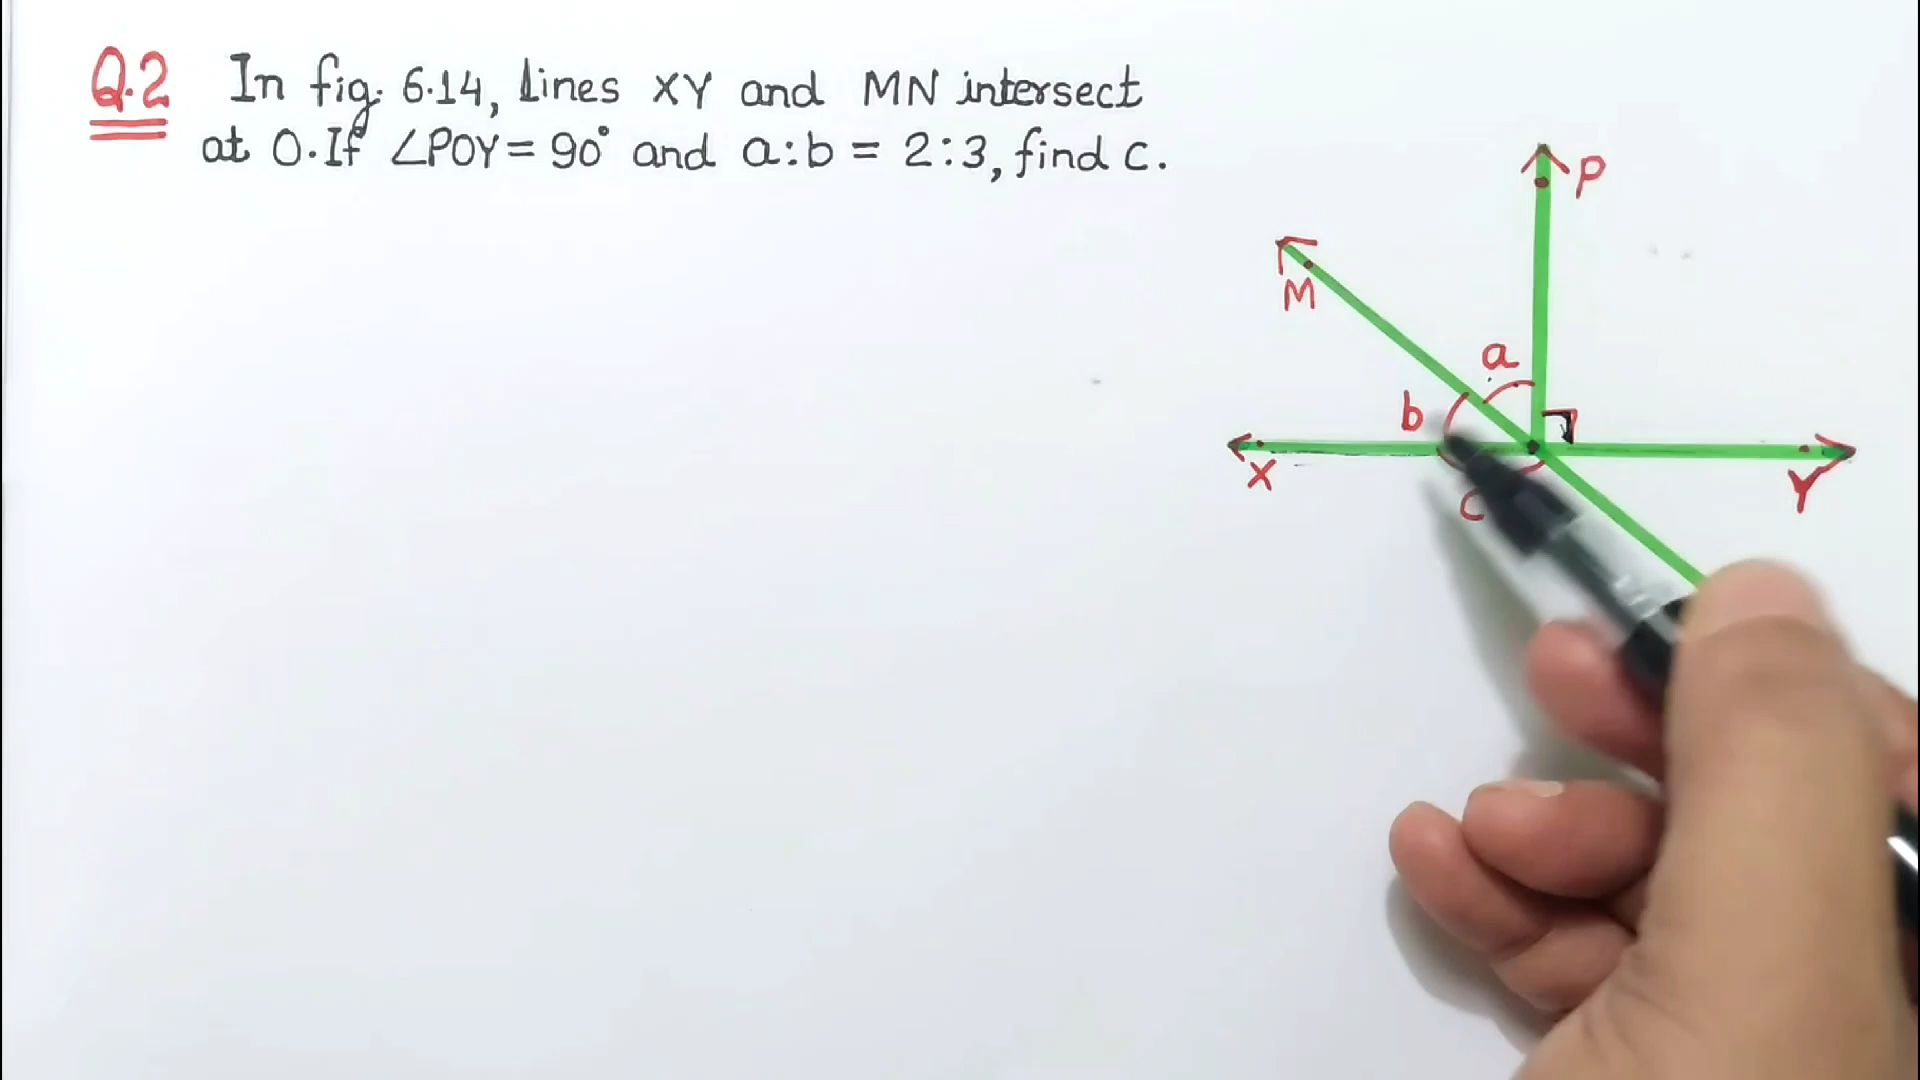 Q.2 In fig. 6.14, Lines XY and MN intersect
at O. If ∠POY = 90° and a:b = 2:3, find c.
P
M
a
b
X
Y
C